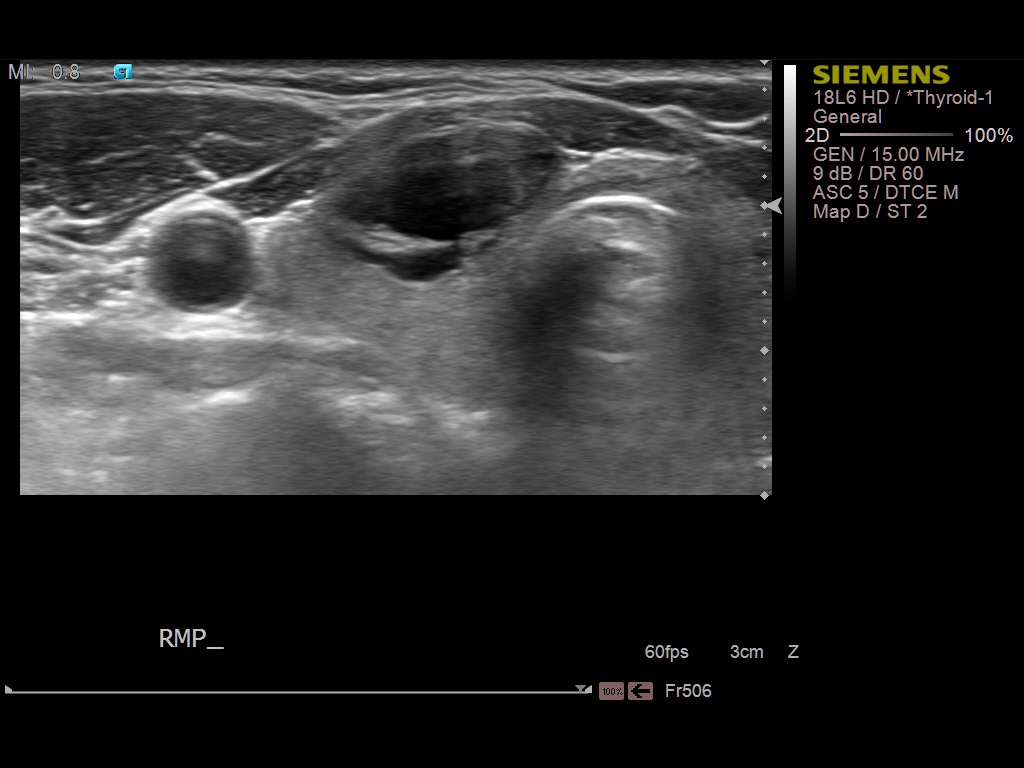 MI: 0.8
SIEMENS
18L6 HD / *Thyroid-1
General
2D 100%
GEN / 15.00 MHz
9 dB / DR 60
ASC 5 / DTCE M
Map D / ST 2
RMP_
60fps 3cm Z
100% Fr506